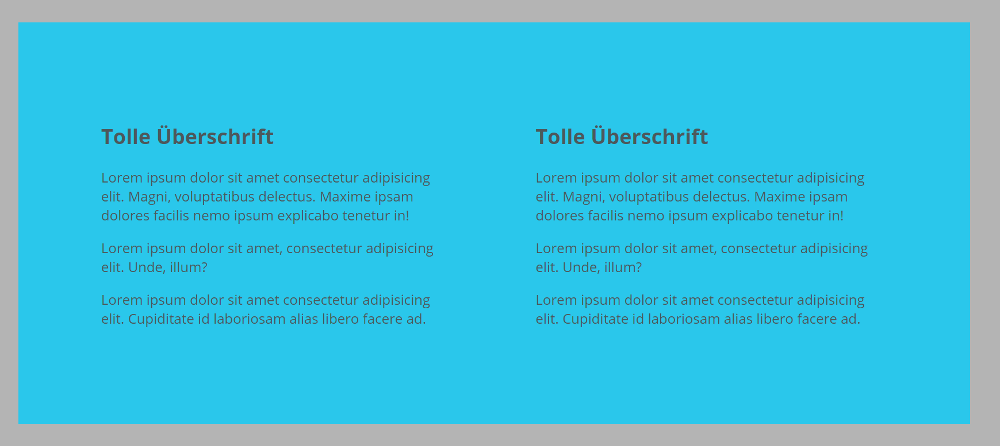 Tolle Überschrift
Lorem ipsum dolor sit amet consectetur adipisicing
elit. Magni, voluptatibus delectus. Maxime ipsam
dolores facilis nemo ipsum explicabo tenetur in!
Lorem ipsum dolor sit amet, consectetur adipisicing
elit. Unde, illum?
Lorem ipsum dolor sit amet consectetur adipisicing
elit. Cupiditate id laboriosam alias libero facere ad.
Tolle Überschrift
Lorem ipsum dolor sit amet consectetur adipisicing
elit. Magni, voluptatibus delectus. Maxime ipsam
dolores facilis nemo ipsum explicabo tenetur in!
Lorem ipsum dolor sit amet, consectetur adipisicing
elit. Unde, illum?
Lorem ipsum dolor sit amet consectetur adipisicing
elit. Cupiditate id laboriosam alias libero facere ad.